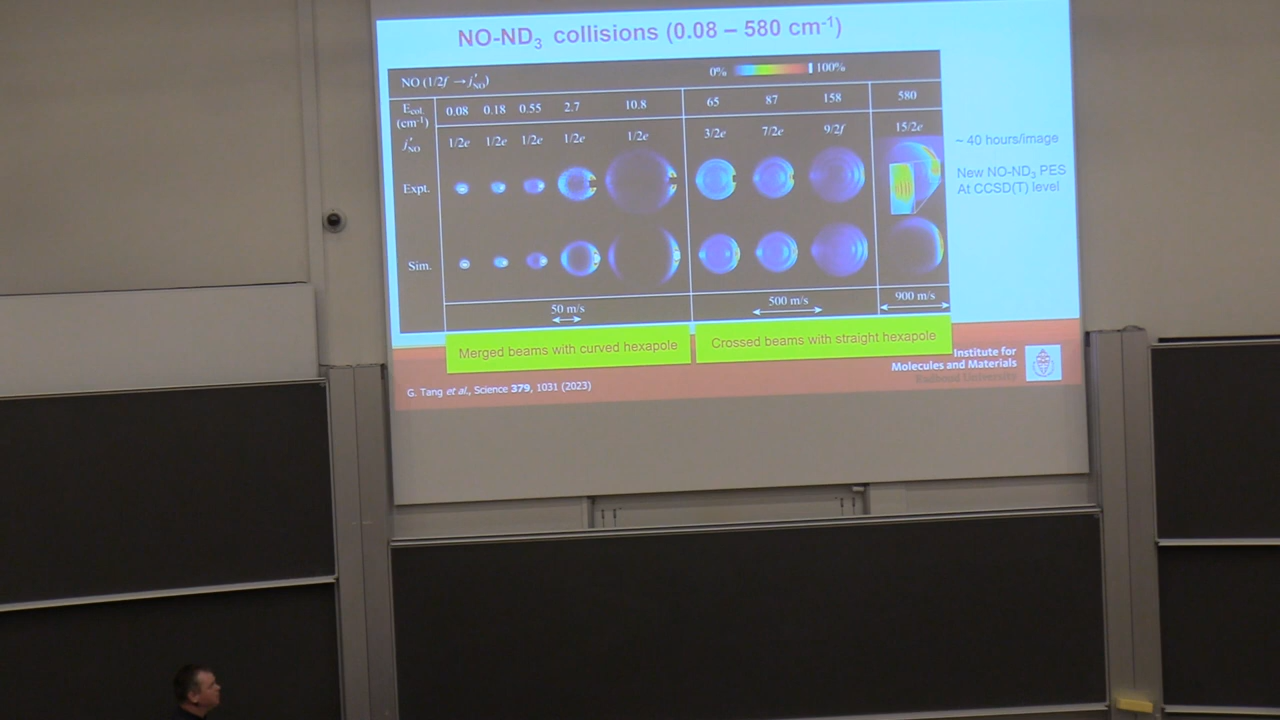 NO-ND3 collisions (0.08 – 580 cm-1)
NO (1/2f → j'NO)
0% 100%
Ecol. (cm-1) 0.08 0.18 0.55 2.7 10.8 65 87 158 580
j'NO 1/2e 1/2e 1/2e 1/2e 1/2e 3/2e 7/2e 9/2f 15/2e
Expt.
Sim.
50 m/s 500 m/s 900 m/s
~ 40 hours/image
New NO-ND3 PES
At CCSD(T) level
Merged beams with curved hexapole
Crossed beams with straight hexapole
G. Tang et al., Science 379, 1031 (2023)
Institute for
Molecules and Materials
Radboud University